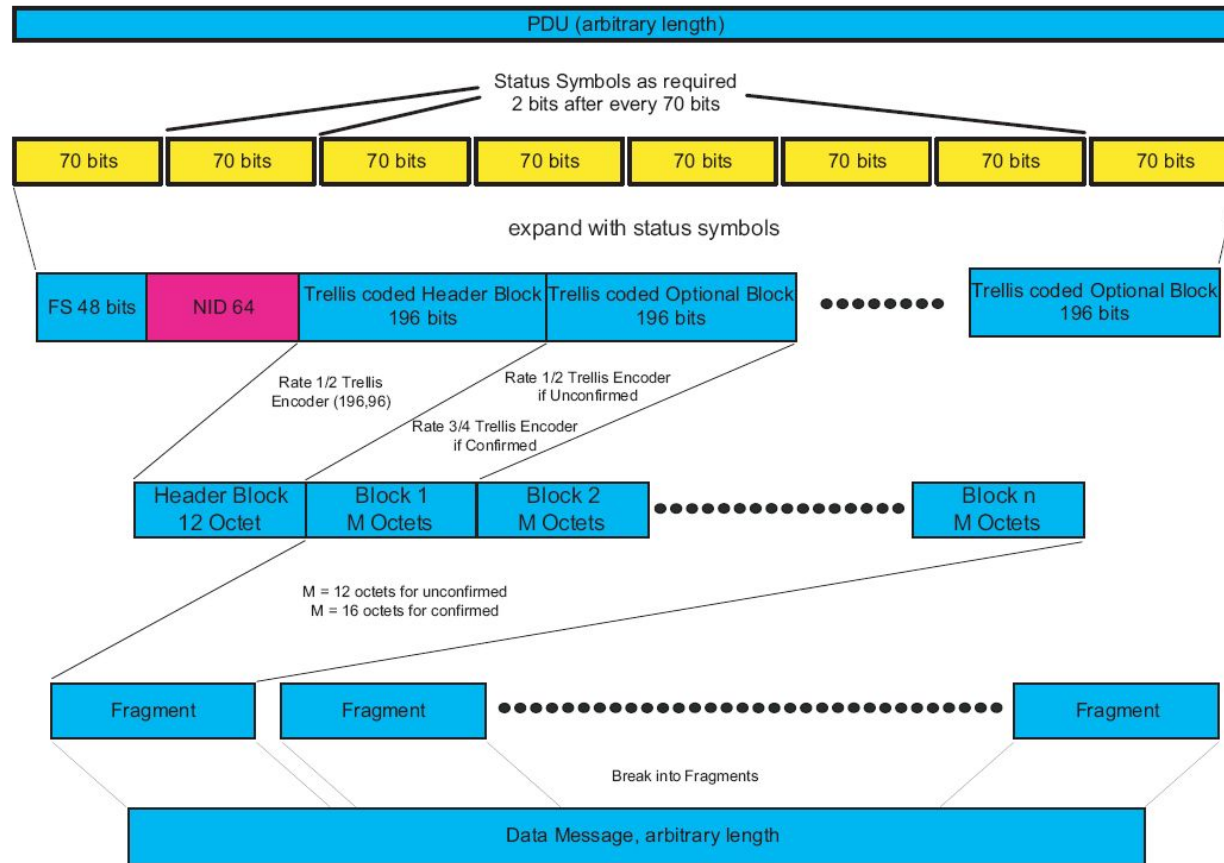 PDU (arbitrary length)
Status Symbols as required
2 bits after every 70 bits
70 bits 70 bits 70 bits 70 bits 70 bits 70 bits 70 bits 70 bits
expand with status symbols
FS 48 bits
NID 64
Trellis coded Header Block
196 bits
Trellis coded Optional Block
196 bits
Trellis coded Optional Block
196 bits
Rate 1/2 Trellis
Encoder (196,96)
Rate 1/2 Trellis Encoder
if Unconfirmed
Rate 3/4 Trellis Encoder
if Confirmed
Header Block
12 Octet
Block 1
M Octets
Block 2
M Octets
Block n
M Octets
M = 12 octets for unconfirmed
M = 16 octets for confirmed
Fragment Fragment Fragment
Break into Fragments
Data Message, arbitrary length